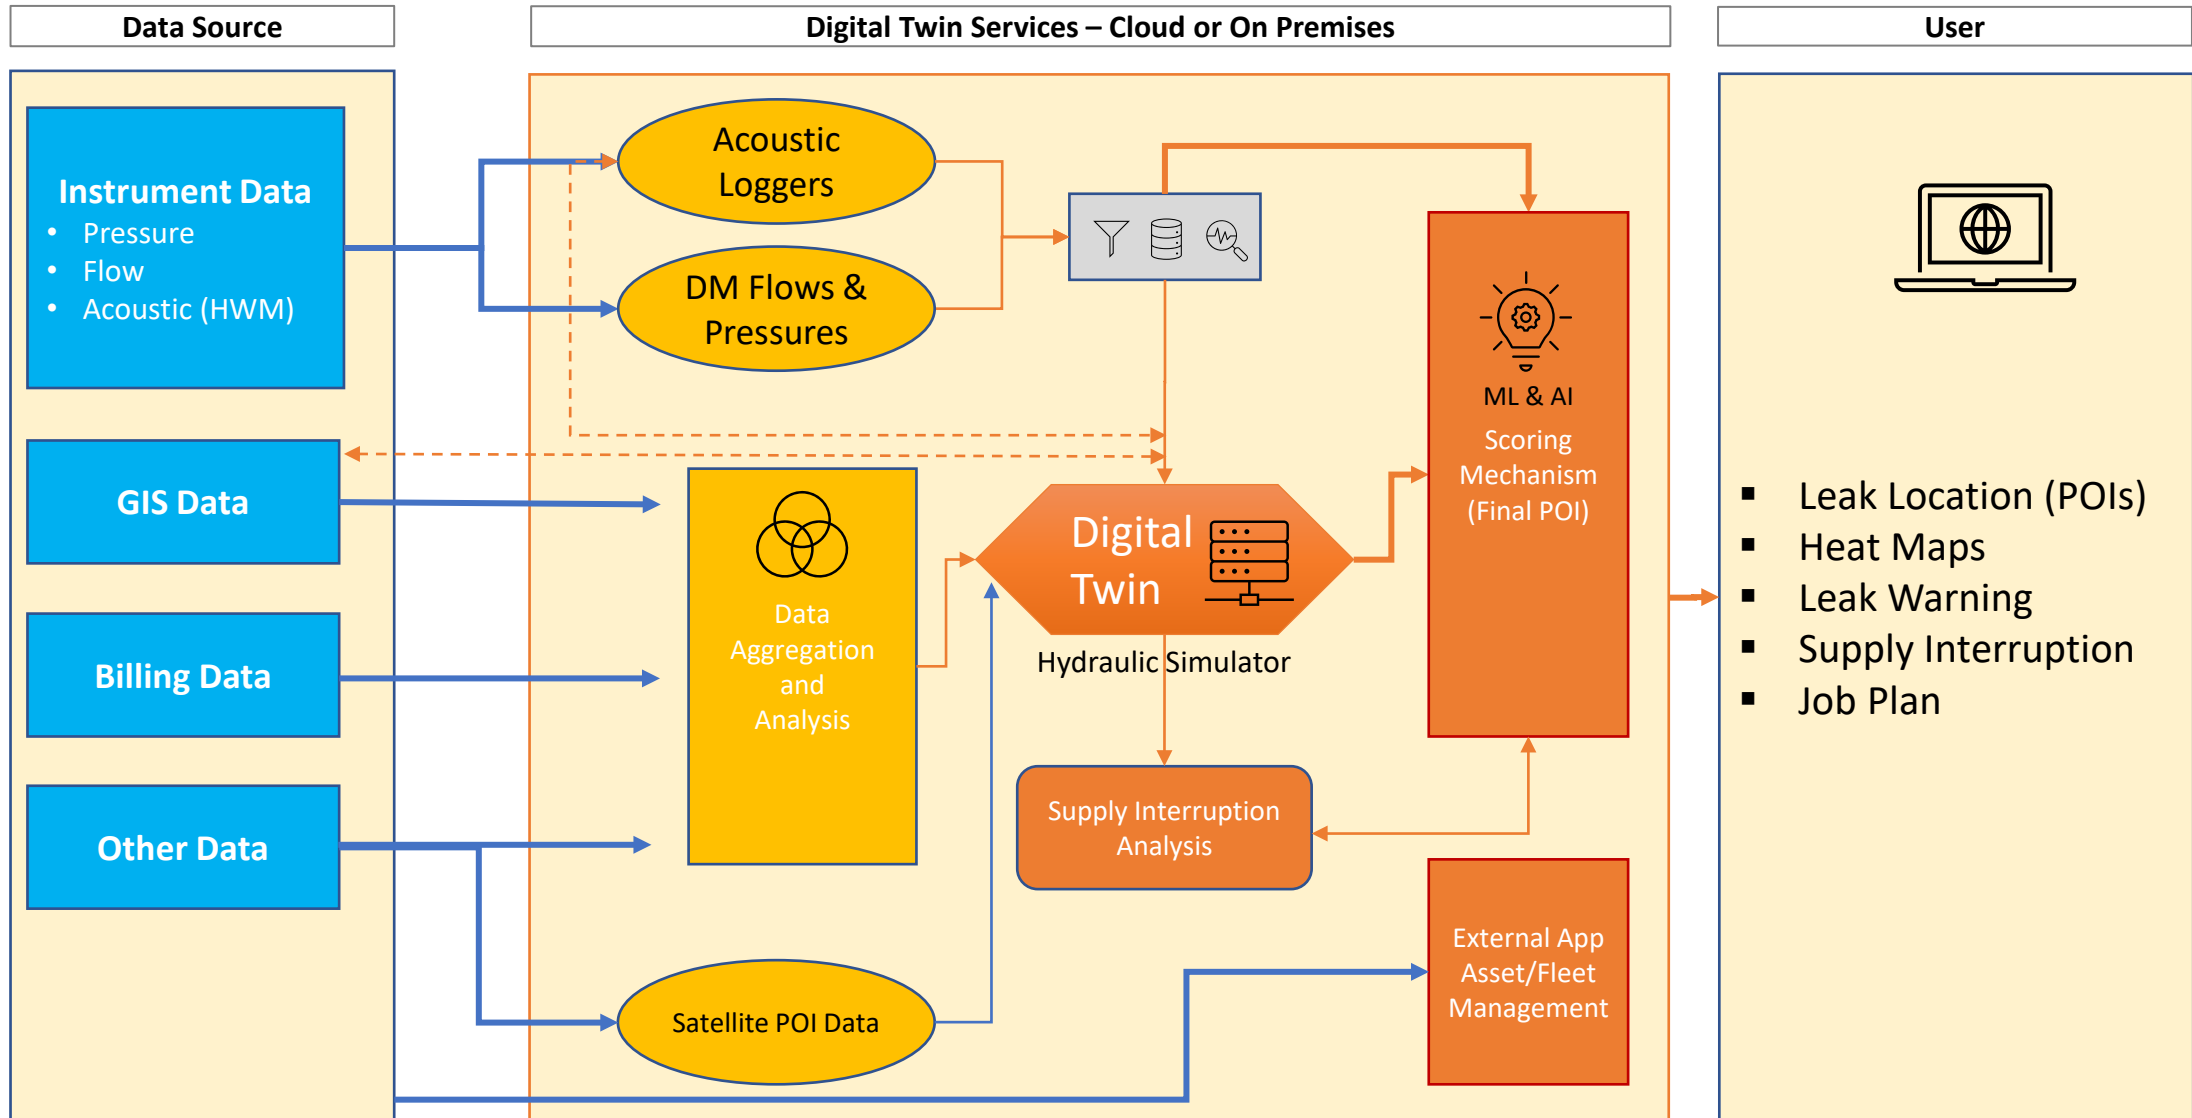 Data Source
Digital Twin Services – Cloud or On Premises
User
Instrument Data
• Pressure
• Flow
• Acoustic (HWM)
GIS Data
Billing Data
Other Data
Acoustic
Loggers
DM Flows &
Pressures
Data
Aggregation
and
Analysis
Satellite POI Data
Digital
Twin
Hydraulic Simulator
Supply Interruption
Analysis
ML & AI
Scoring
Mechanism
(Final POI)
External App
Asset/Fleet
Management
▪ Leak Location (POIs)
▪ Heat Maps
▪ Leak Warning
▪ Supply Interruption
▪ Job Plan